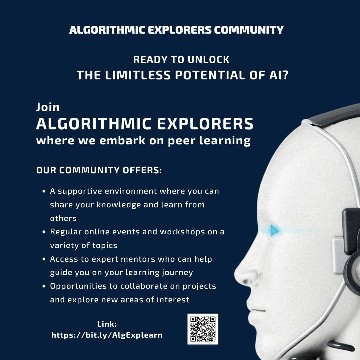 ALGORITHMIC EXPLORERS COMMUNITY
READY TO UNLOCK
THE LIMITLESS POTENTIAL OF AI?
Join
ALGORITHMIC EXPLORERS
where we embark on peer learning
OUR COMMUNITY OFFERS:
• A supportive environment where you can
share your knowledge and learn from
others
• Regular online events and workshops on a
variety of topics
• Access to expert mentors who can help
guide you on your learning journey
• Opportunities to collaborate on projects
and explore new areas of interest
Link:
https://bit.ly/AlgExplearn